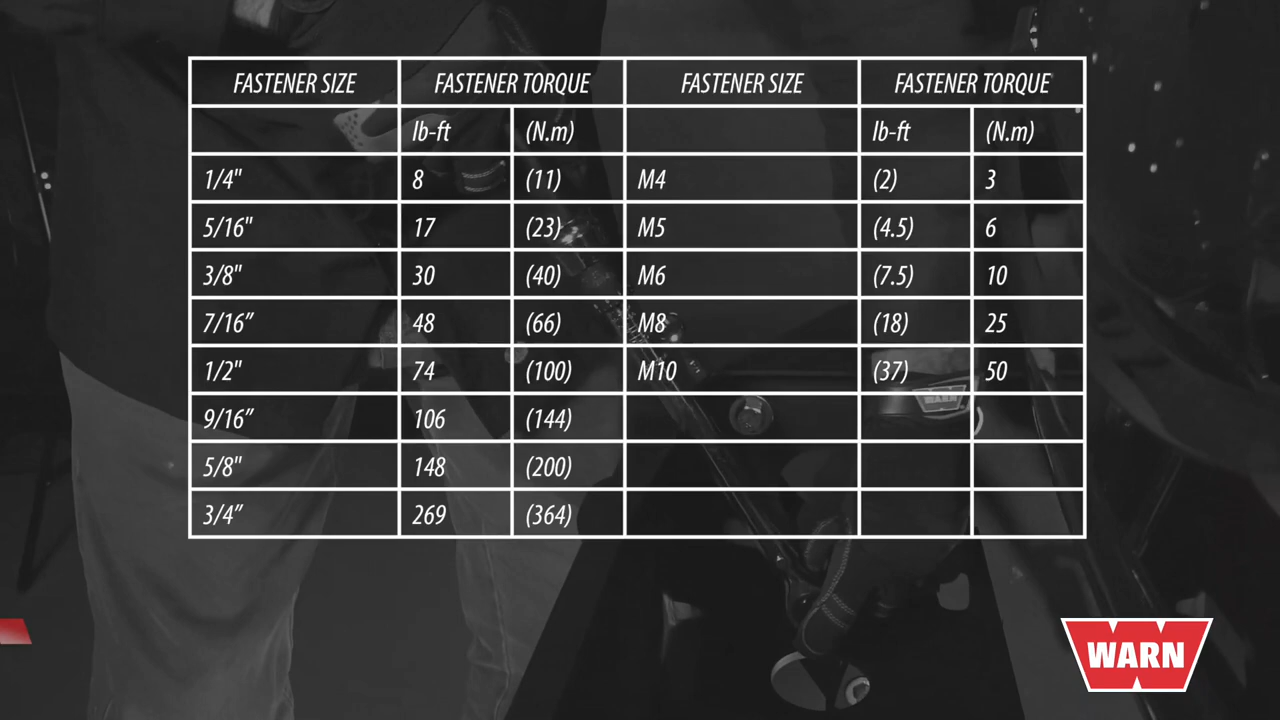 FASTENER SIZE FASTENER TORQUE FASTENER SIZE FASTENER TORQUE
lb-ft (N.m) lb-ft (N.m)
1/4" 8 (11) M4 (2) 3
5/16" 17 (23) M5 (4.5) 6
3/8" 30 (40) M6 (7.5) 10
7/16” 48 (66) M8 (18) 25
1/2" 74 (100) M10 (37) 50
WARN
9/16” 106 (144)
5/8" 148 (200)
3/4” 269 (364)
WARN